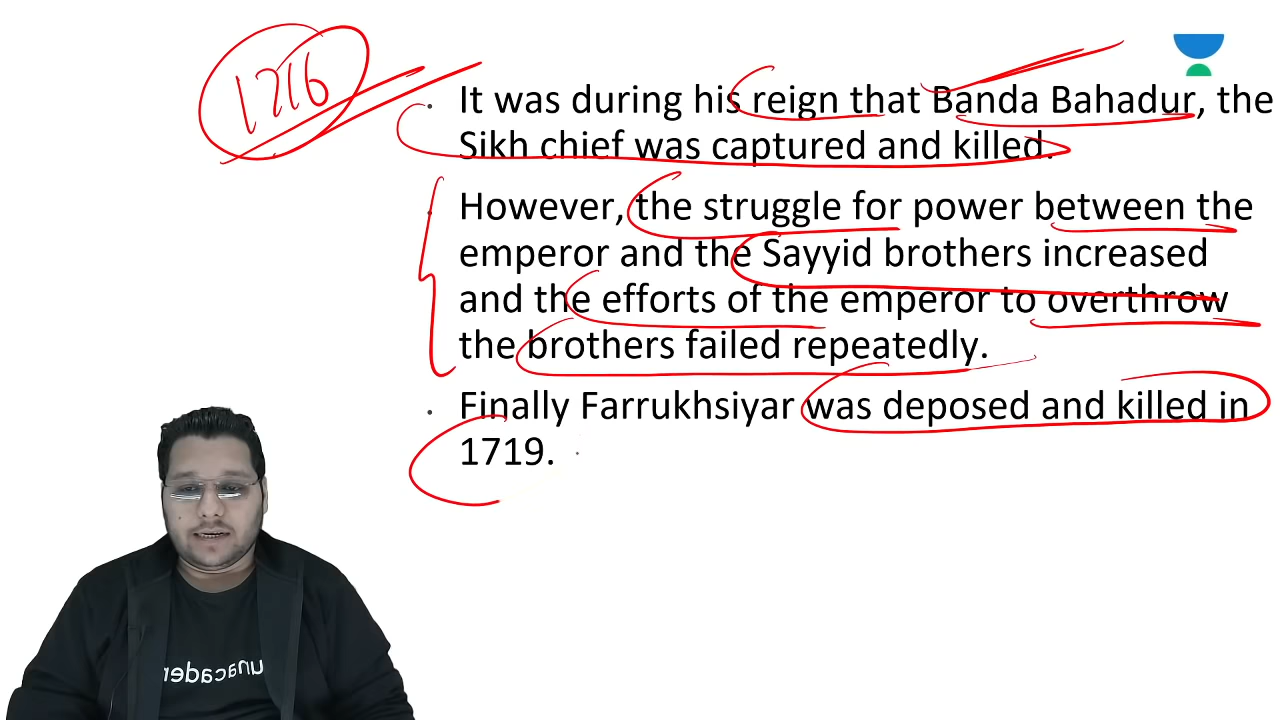 1716
It was during his reign that Banda Bahadur, the
Sikh chief was captured and killed.
However, the struggle for power between the
emperor and the Sayyid brothers increased
and the efforts of the emperor to overthrow
the brothers failed repeatedly.
Finally Farrukhsiyar was deposed and killed in
1719.
unacadem